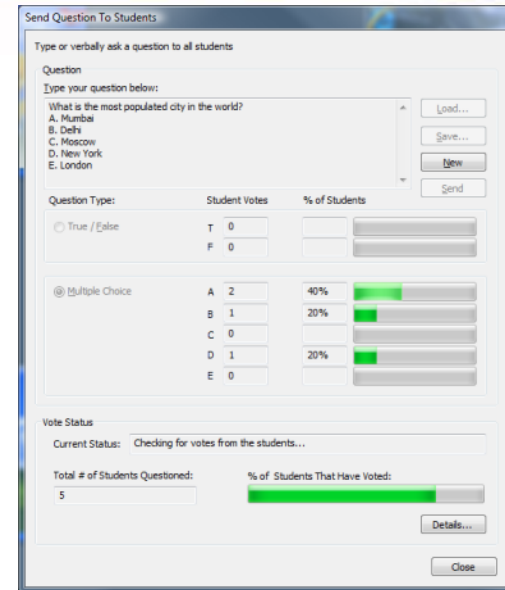 Send Question To Students
Type or verbally ask a question to all students
Question
Type your question below:
What is the most populated city in the world?
A. Mumbai
B. Delhi
C. Moscow
D. New York
E. London
Load...
Save...
New
Send
Question Type: Student Votes % of Students
True / False T 0
F 0
Multiple Choice A 2 40%
B 1 20%
C 0
D 1 20%
E 0
Vote Status
Current Status: Checking for votes from the students...
Total # of Students Questioned: % of Students That Have Voted:
5
Details...
Close